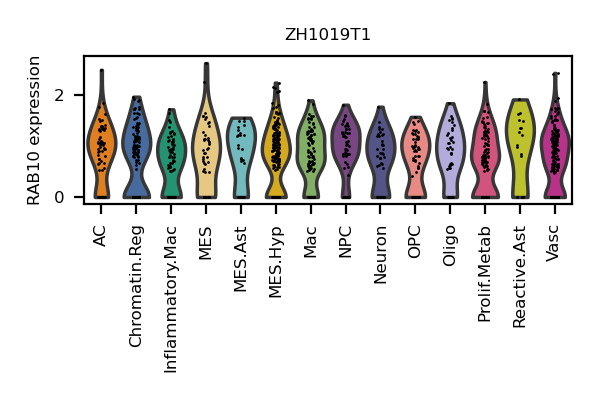 ZH1019T1
RAB10 expression
2
0
AC
Chromatin.Reg
Inflammatory.Mac
MES
MES.Ast
MES.Hyp
Mac
NPC
Neuron
OPC
Oligo
Prolif.Metab
Reactive.Ast
Vasc